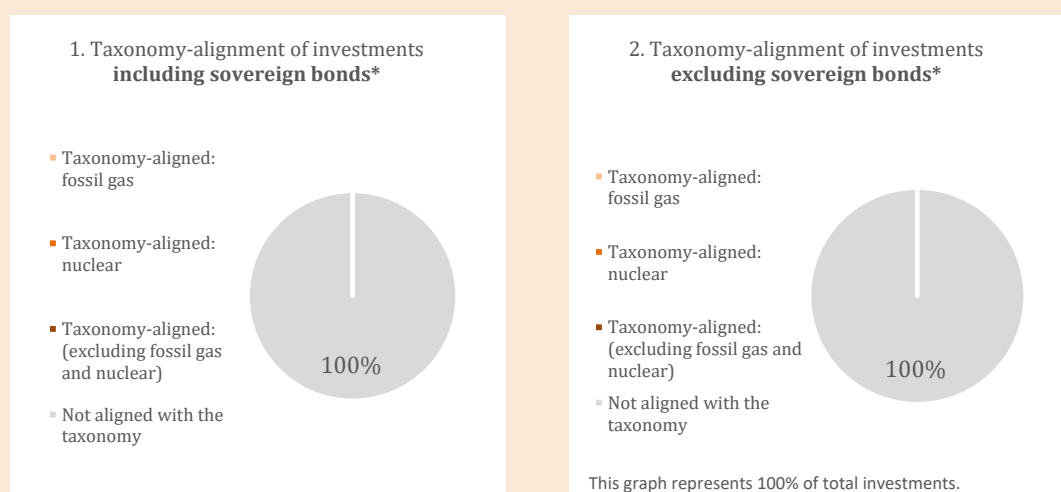 1. Taxonomy-alignment of investments
including sovereign bonds*
Taxonomy-aligned:
fossil gas
Taxonomy-aligned:
nuclear
Taxonomy-aligned:
(excluding fossil gas
and nuclear)
Not aligned with the
taxonomy
100%
2. Taxonomy-alignment of investments
excluding sovereign bonds*
Taxonomy-aligned:
fossil gas
Taxonomy-aligned:
nuclear
Taxonomy-aligned:
(excluding fossil gas and
nuclear)
Not aligned with the
taxonomy
100%
This graph represents 100% of total investments.